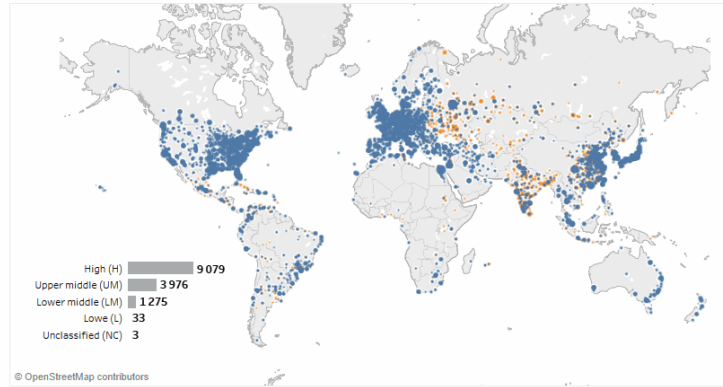 High (H) 9 079
Upper middle (UM) 3 976
Lower middle (LM) 1 275
Lowe (L) 33
Unclassified (NC) 3
© OpenStreetMap contributors